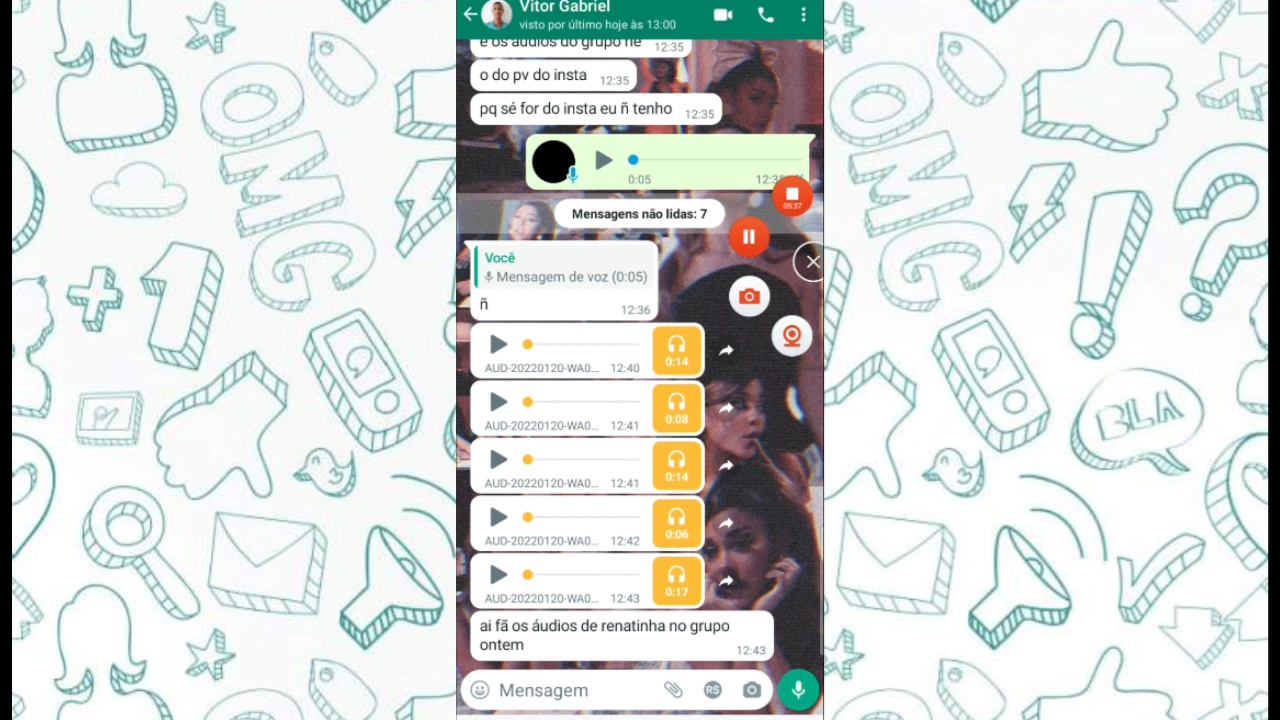 Vitor Gabriel
visto por último hoje às 13:00
e os áudios do grupo né
12:35
o do pv do insta
12:35
pq sé for do insta eu ñ tenho
12:35
0:05
05:37
Mensagens não lidas: 7
Você
Mensagem de voz (0:05)
ñ
12:36
0:14
AUD-20220120-WA0...
12:40
0:08
AUD-20220120-WA0...
12:41
0:14
AUD-20220120-WA0...
12:41
0:06
AUD-20220120-WA0...
12:42
0:17
AUD-20220120-WA0...
12:43
ai fã os áudios de renatinha no grupo
ontem
12:43
Mensagem
R$
OMG
+1
BLA
OMG
BLA